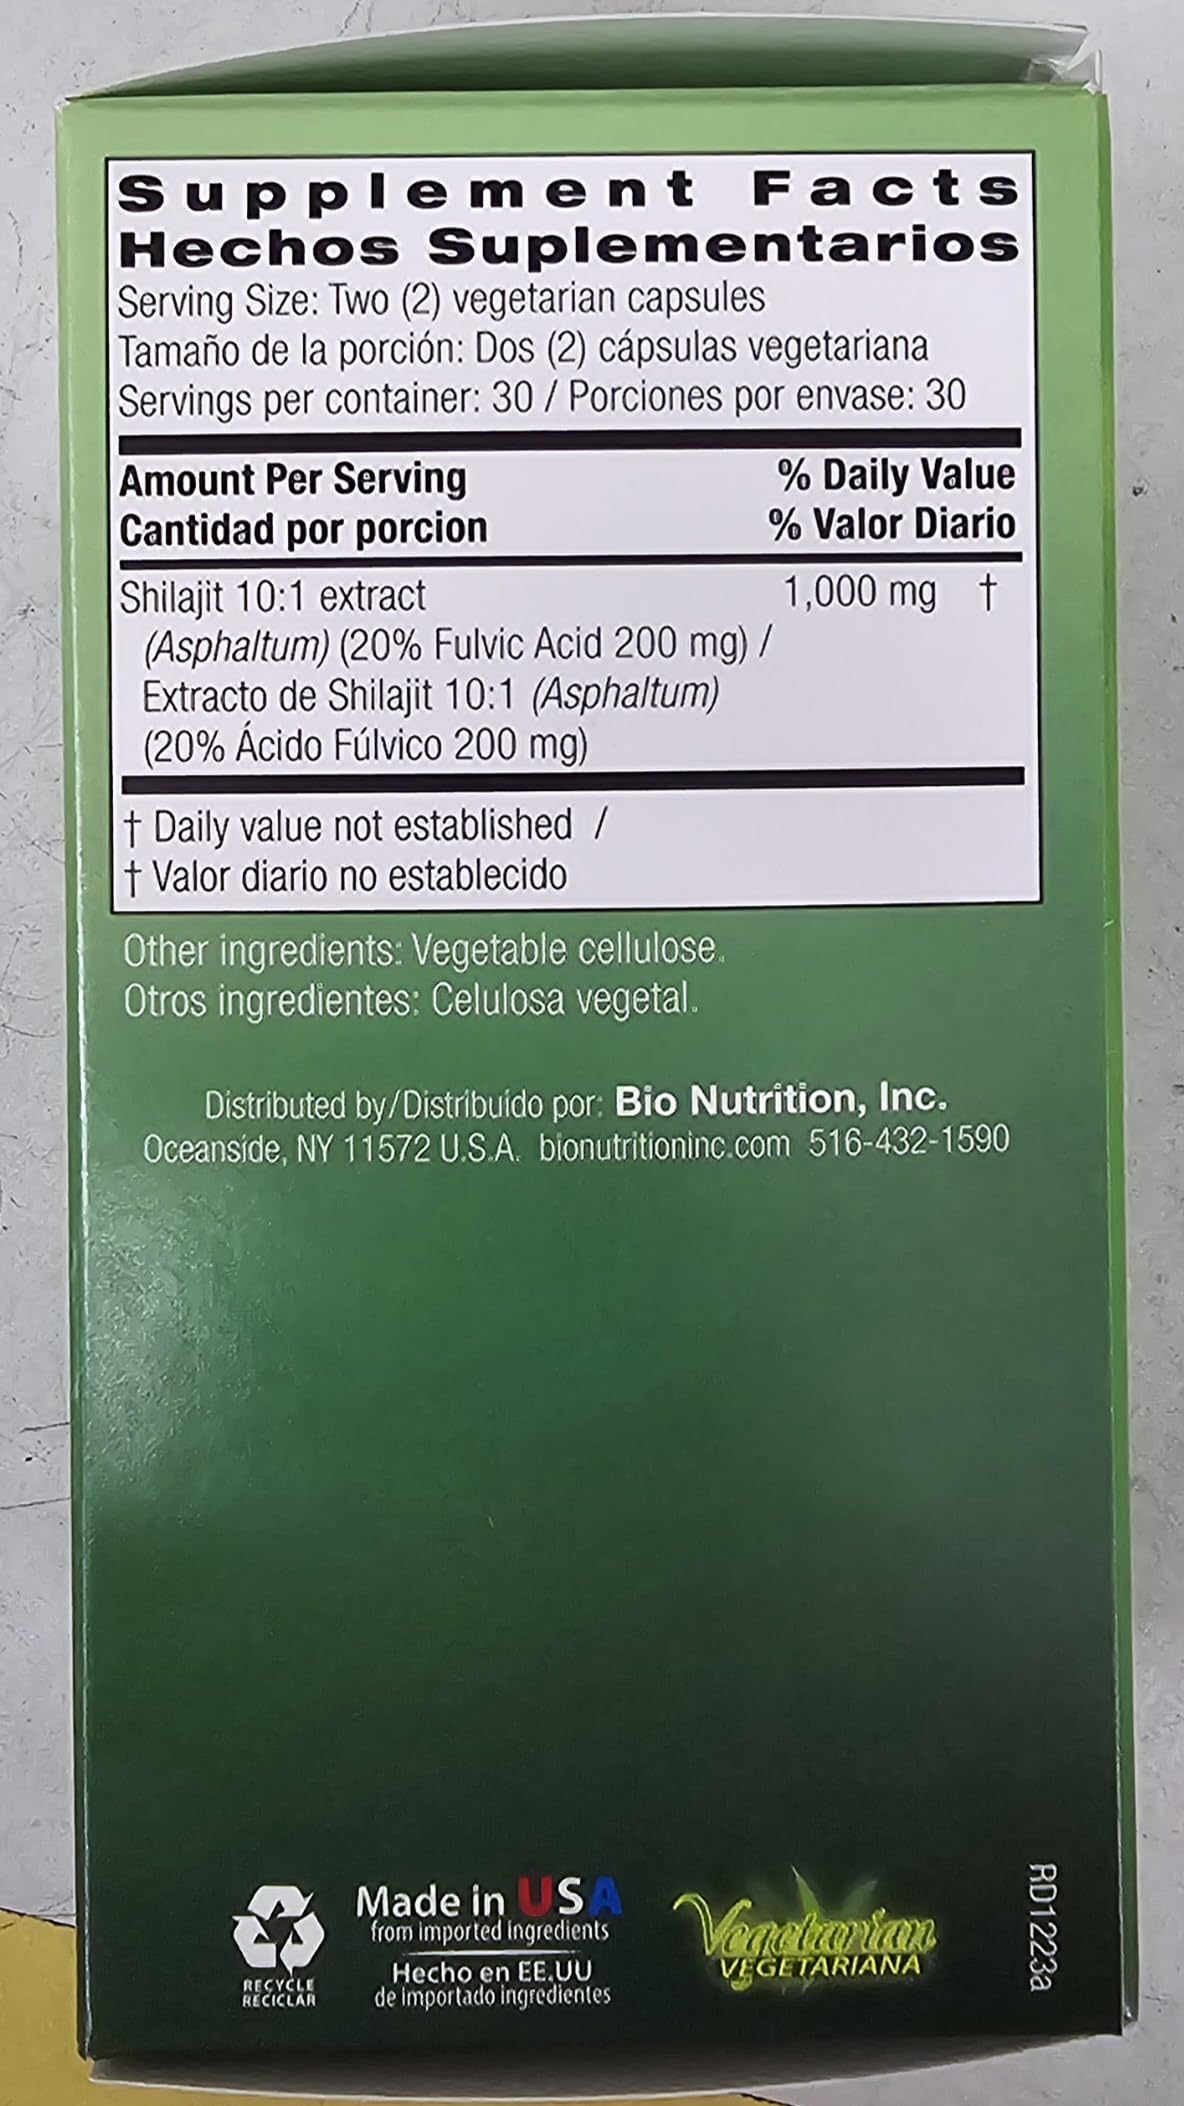 Supplement Facts
Hechos Suplementarios
Serving Size: Two (2) vegetarian capsules
Tamaño de la porción: Dos (2) cápsulas vegetariana
Servings per container: 30 / Porciones por envase: 30
Amount Per Serving % Daily Value
Cantidad por porcion % Valor Diario
Shilajit 10:1 extract 1,000 mg †
(Asphaltum) (20% Fulvic Acid 200 mg) /
Extracto de Shilajit 10:1 (Asphaltum)
(20% Ácido Fúlvico 200 mg)
† Daily value not established /
† Valor diario no establecido
Other ingredients: Vegetable cellulose.
Otros ingredientes: Celulosa vegetal.
Distributed by/Distribuído por: Bio Nutrition, Inc.
Oceanside, NY 11572 U.S.A. bionutritioninc.com 516-432-1590
RECYCLE
RECICLAR
Made in USA
from imported ingredients
Hecho en EE.UU
de importado ingredientes
Vegetarian
VEGETARIANA
RD1223a